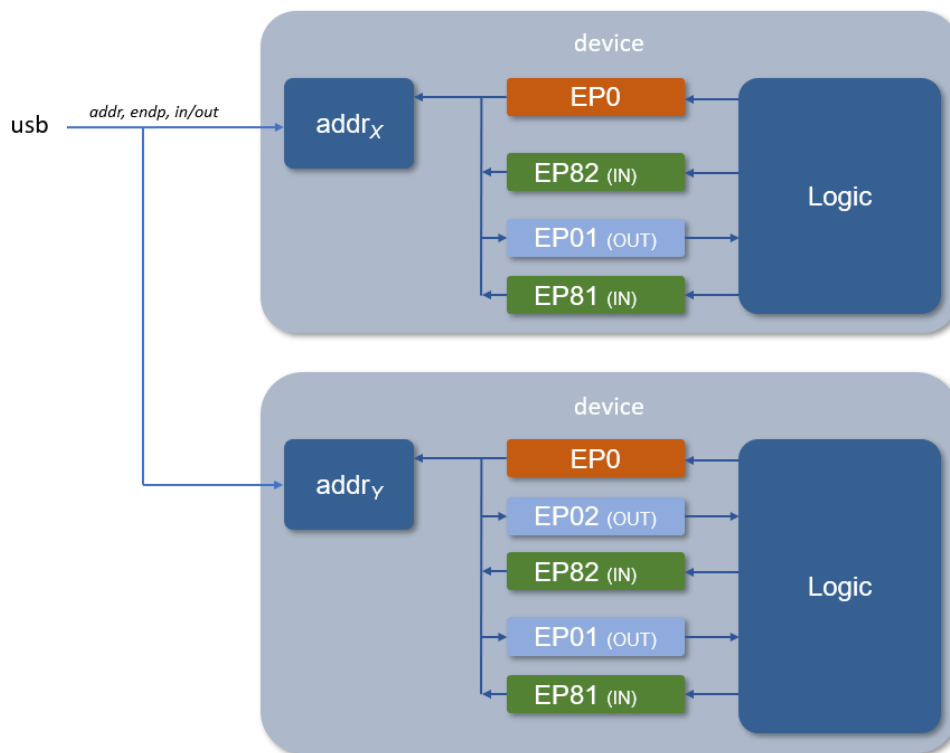 device
usb
addr, endp, in/out
addrX
EP0
EP82 (IN)
EP01 (OUT)
EP81 (IN)
Logic
device
addrY
EP0
EP02 (OUT)
EP82 (IN)
EP01 (OUT)
EP81 (IN)
Logic